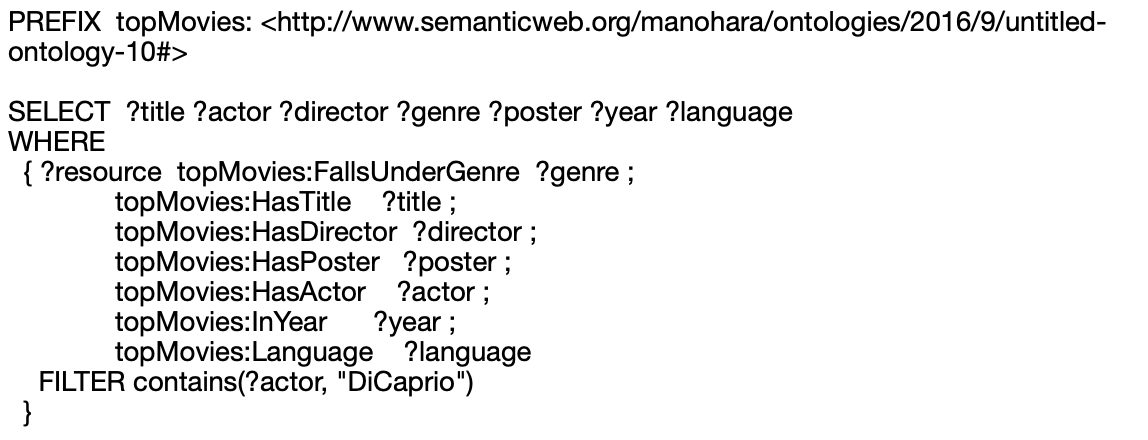 PREFIX  topMovies: <http://www.semanticweb.org/manohara/ontologies/2016/9/untitled-
ontology-10#>

SELECT  ?title ?actor ?director ?genre ?poster ?year ?language
WHERE
  { ?resource  topMovies:FallsUnderGenre  ?genre ;
              topMovies:HasTitle    ?title ;
              topMovies:HasDirector  ?director ;
              topMovies:HasPoster   ?poster ;
              topMovies:HasActor    ?actor ;
              topMovies:InYear      ?year ;
              topMovies:Language    ?language
    FILTER contains(?actor, "DiCaprio")
  }